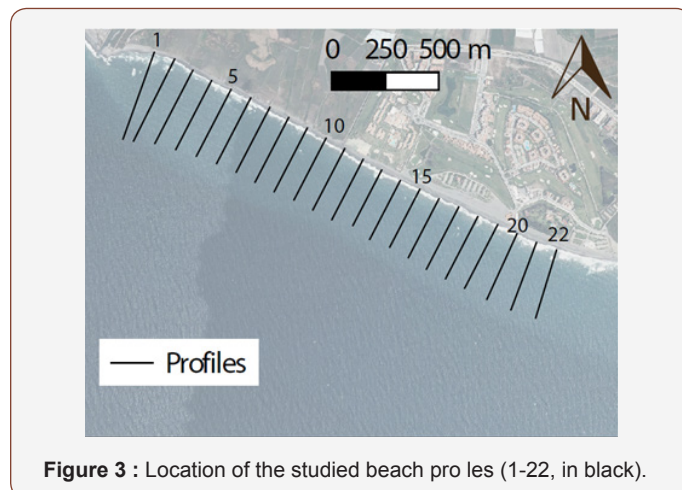 1
0 250 500 m
N
5
10
15
20 22
Profiles
Figure 3 : Location of the studied beach pro les (1-22, in black).